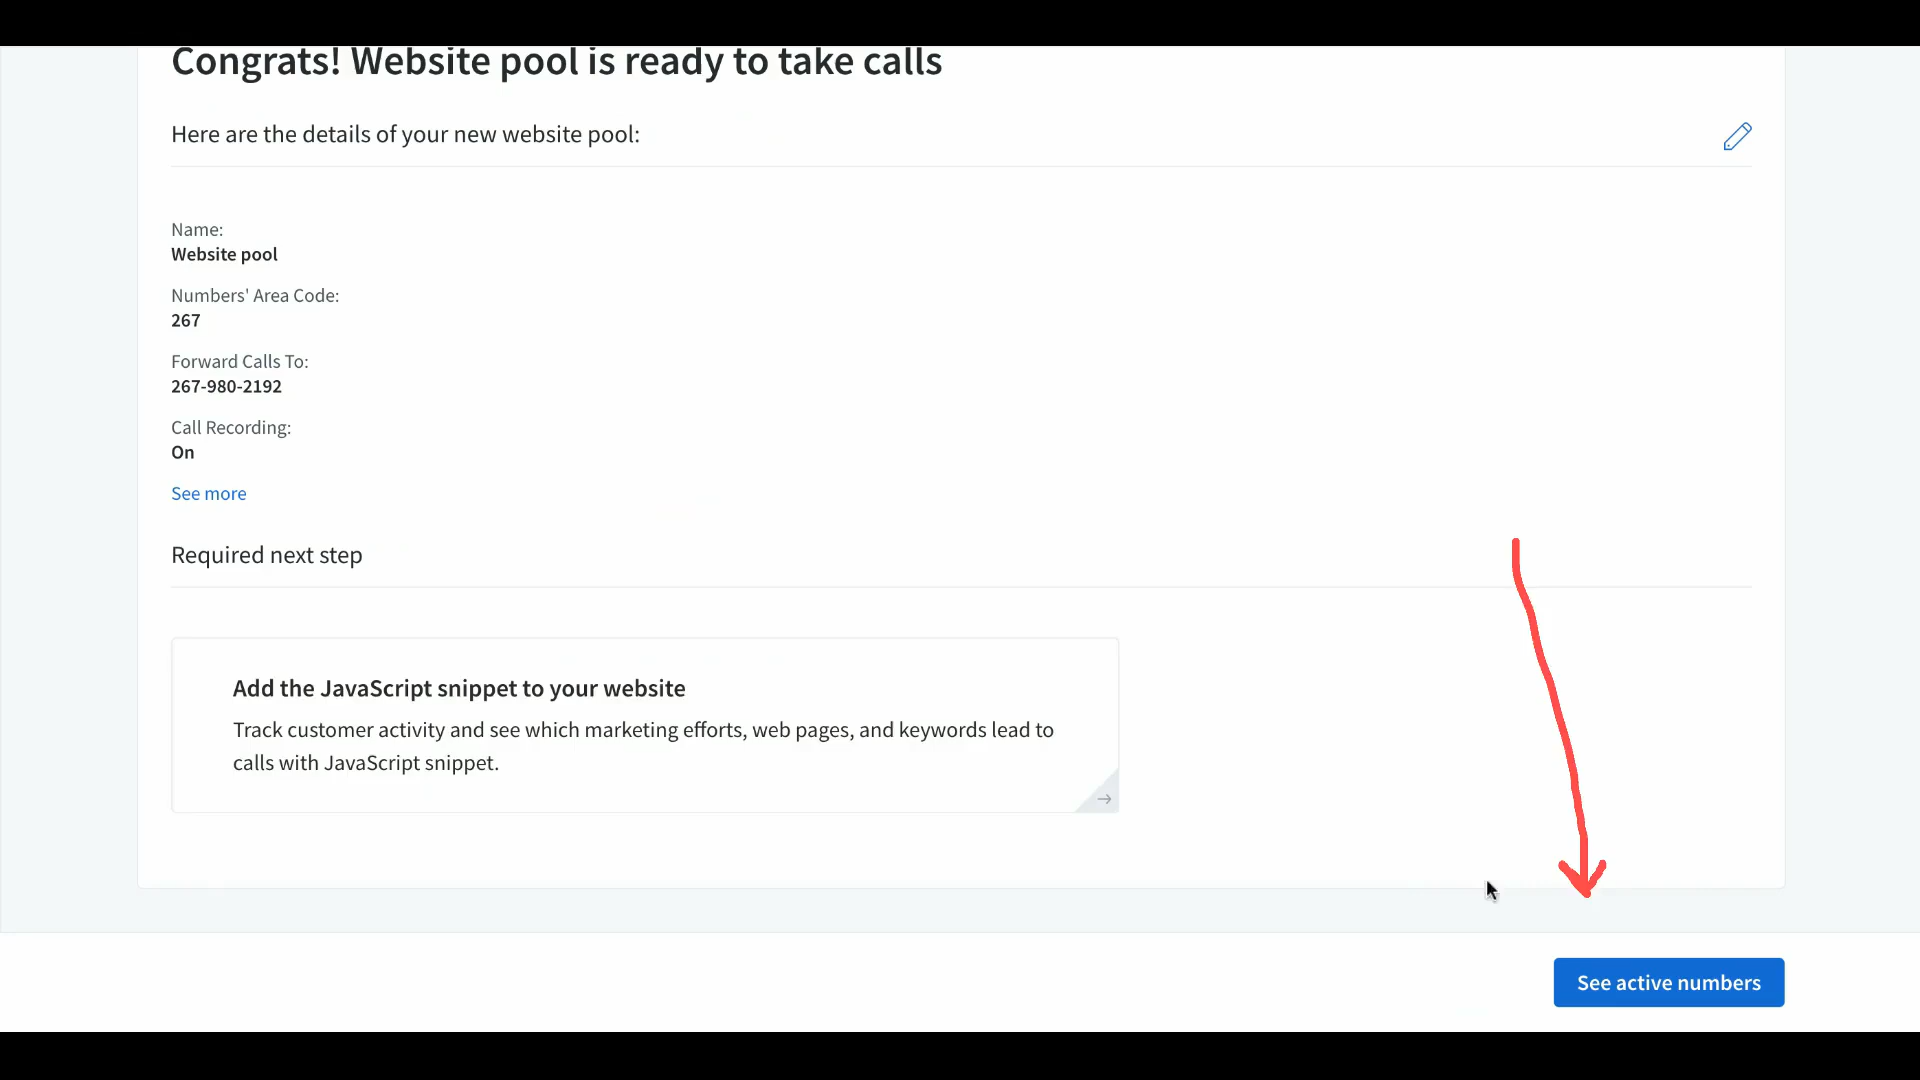 Congrats! Website pool is ready to take calls
Here are the details of your new website pool:
Name:
Website pool
Numbers' Area Code:
267
Forward Calls To:
267-980-2192
Call Recording:
On
See more
Required next step
Add the JavaScript snippet to your website
Track customer activity and see which marketing efforts, web pages, and keywords lead to
calls with JavaScript snippet.
See active numbers